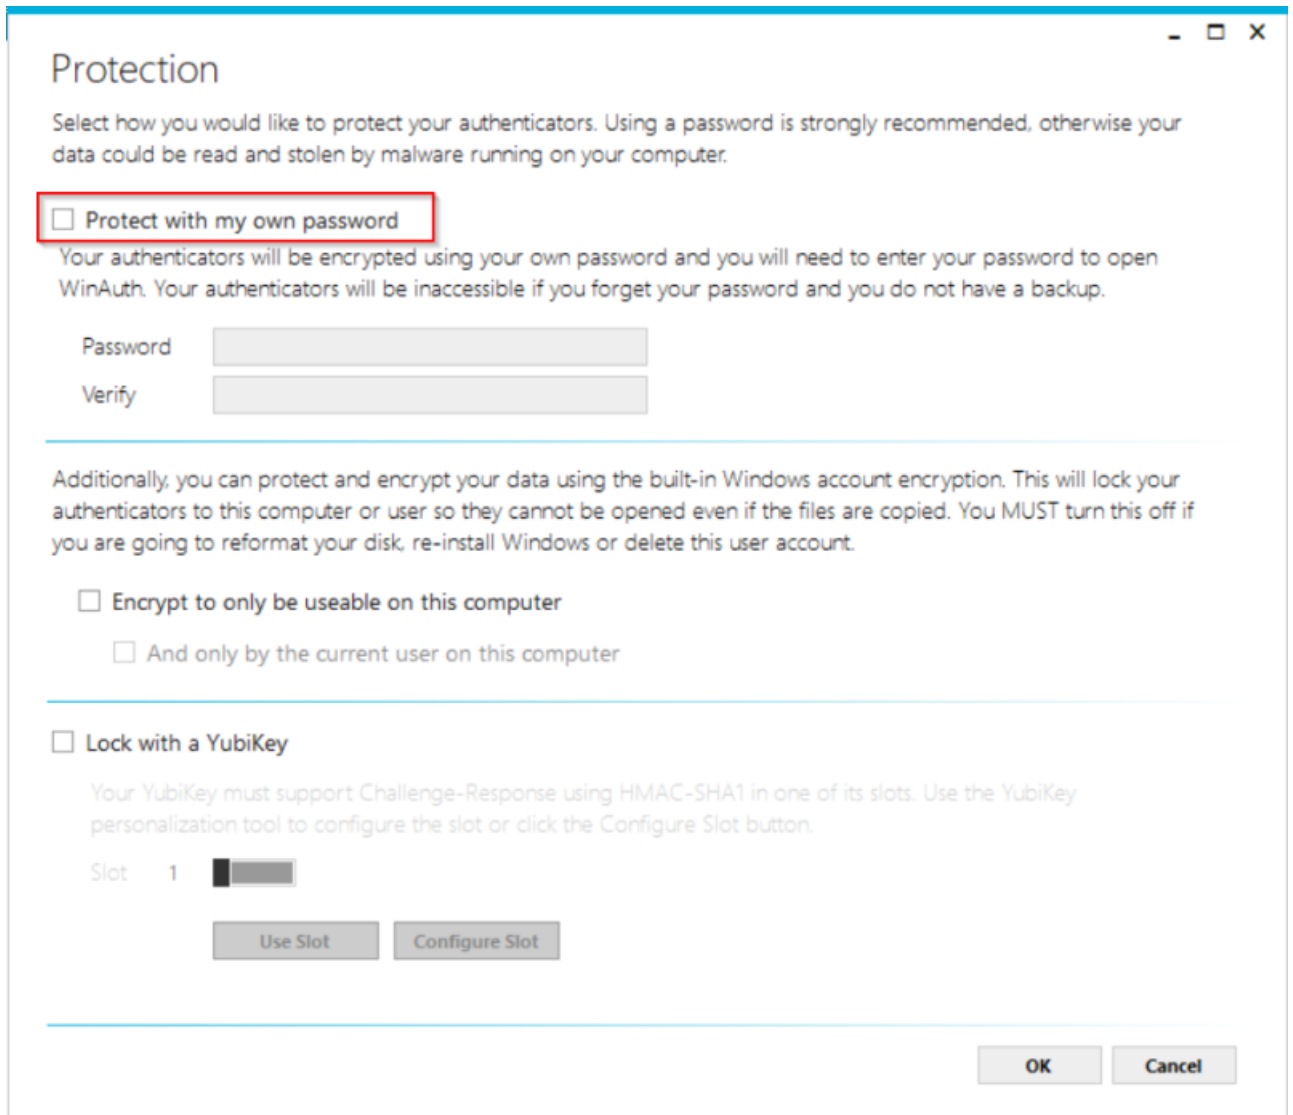 Protection
Select how you would like to protect your authenticators. Using a password is strongly recommended, otherwise your
data could be read and stolen by malware running on your computer.
Protect with my own password
Your authenticators will be encrypted using your own password and you will need to enter your password to open
WinAuth. Your authenticators will be inaccessible if you forget your password and you do not have a backup.
Password
Verify
Additionally, you can protect and encrypt your data using the built-in Windows account encryption. This will lock your
authenticators to this computer or user so they cannot be opened even if the files are copied. You MUST turn this off if
you are going to reformat your disk, re-install Windows or delete this user account.
Encrypt to only be useable on this computer
And only by the current user on this computer
Lock with a YubiKey
Your YubiKey must support Challenge-Response using HMAC-SHA1 in one of its slots. Use the YubiKey
personalization tool to configure the slot or click the Configure Slot button.
Slot 1
Use Slot Configure Slot
OK Cancel